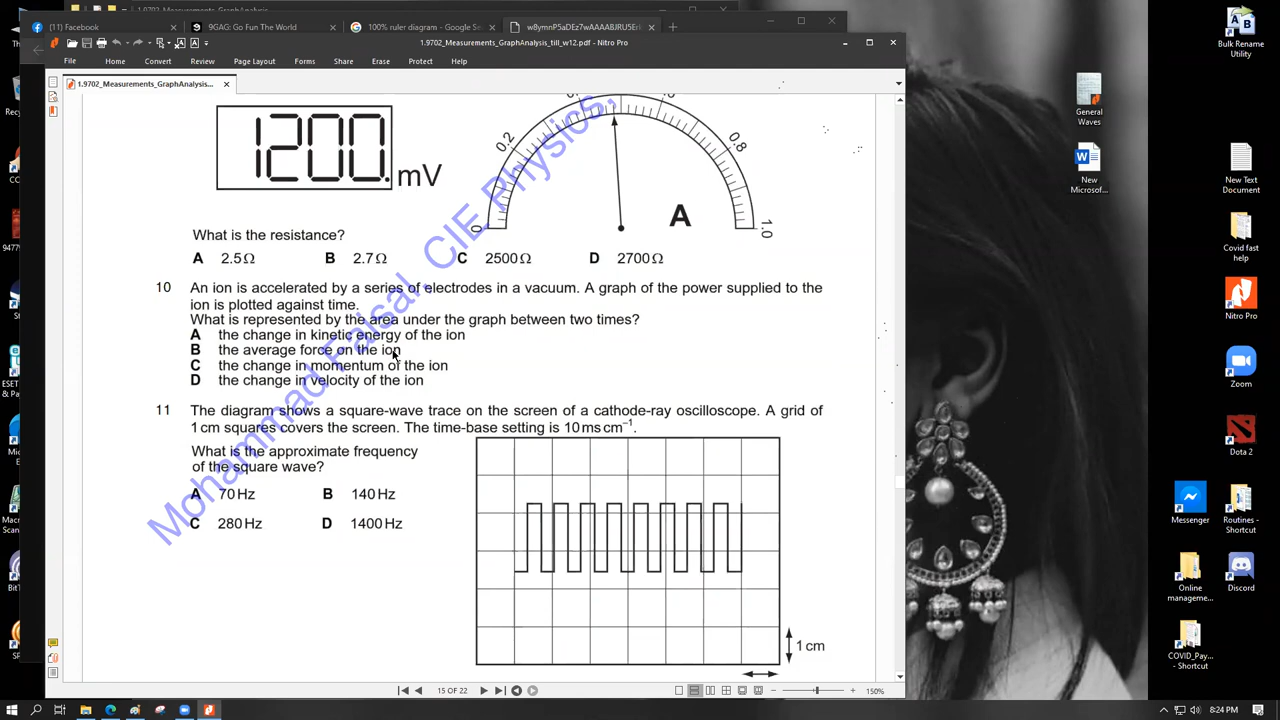 (11) Facebook
9GAG: Go Fun The World
100% ruler diagram - Google Se
1.9702_Measurements_GraphAnalysis_till_w12.pdf - Nitro Pro
File Home Convert Review Page Layout Forms Share Erase Protect Help
1.9702_Measurements_GraphAnalysis...
1200. mV
0 0.2 0.8 1.0
A
What is the resistance?
A 2.5 Ω B 2.7 Ω C 2500 Ω D 2700 Ω
10 An ion is accelerated by a series of electrodes in a vacuum. A graph of the power supplied to the
ion is plotted against time.
What is represented by the area under the graph between two times?
A the change in kinetic energy of the ion
B the average force on the ion
C the change in momentum of the ion
D the change in velocity of the ion
11 The diagram shows a square-wave trace on the screen of a cathode-ray oscilloscope. A grid of
1 cm squares covers the screen. The time-base setting is 10 ms cm⁻¹.
What is the approximate frequency
of the square wave?
A 70 Hz B 140 Hz
C 280 Hz D 1400 Hz
1 cm
Mohammad Faisal, CIE Physics,
15 OF 22
150%
Bulk Rename
Utility
General
Waves
New
Microsof...
New Text
Document
Covid fast
help
Nitro Pro
Zoom
Dota 2
Messenger
Routines -
Shortcut
Online
manageme...
Discord
COVID_Pay...
- Shortcut
8:24 PM